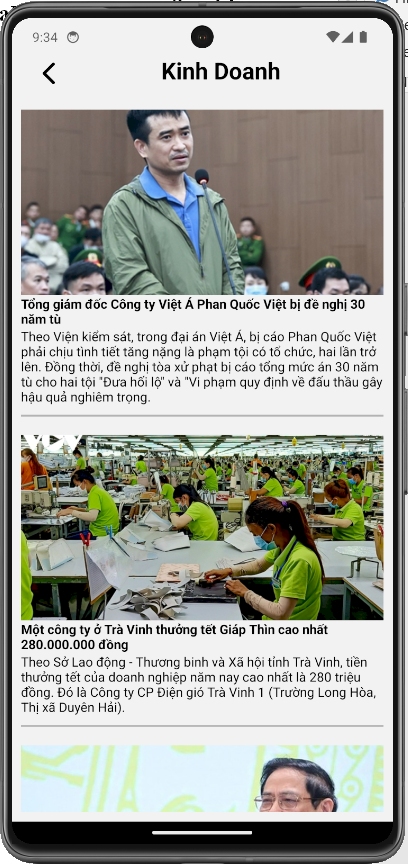 9:34
Kinh Doanh
Tổng giám đốc Công ty Việt Á Phan Quốc Việt bị đề nghị 30
năm tù
Theo Viện kiểm sát, trong đại án Việt Á, bị cáo Phan Quốc Việt
phải chịu tình tiết tăng nặng là phạm tội có tổ chức, hai lần trở
lên. Đồng thời, đề nghị tòa xử phạt bị cáo tổng mức án 30 năm
tù cho hai tội "Đưa hối lộ" và "Vi phạm quy định về đấu thầu gây
hậu quả nghiêm trọng.
Một công ty ở Trà Vinh thưởng tết Giáp Thìn cao nhất
280.000.000 đồng
Theo Sở Lao động - Thương binh và Xã hội tỉnh Trà Vinh, tiền
thưởng tết của doanh nghiệp năm nay cao nhất là 280 triệu
đồng. Đó là Công ty CP Điện gió Trà Vinh 1 (Trường Long Hòa,
Thị xã Duyên Hải).